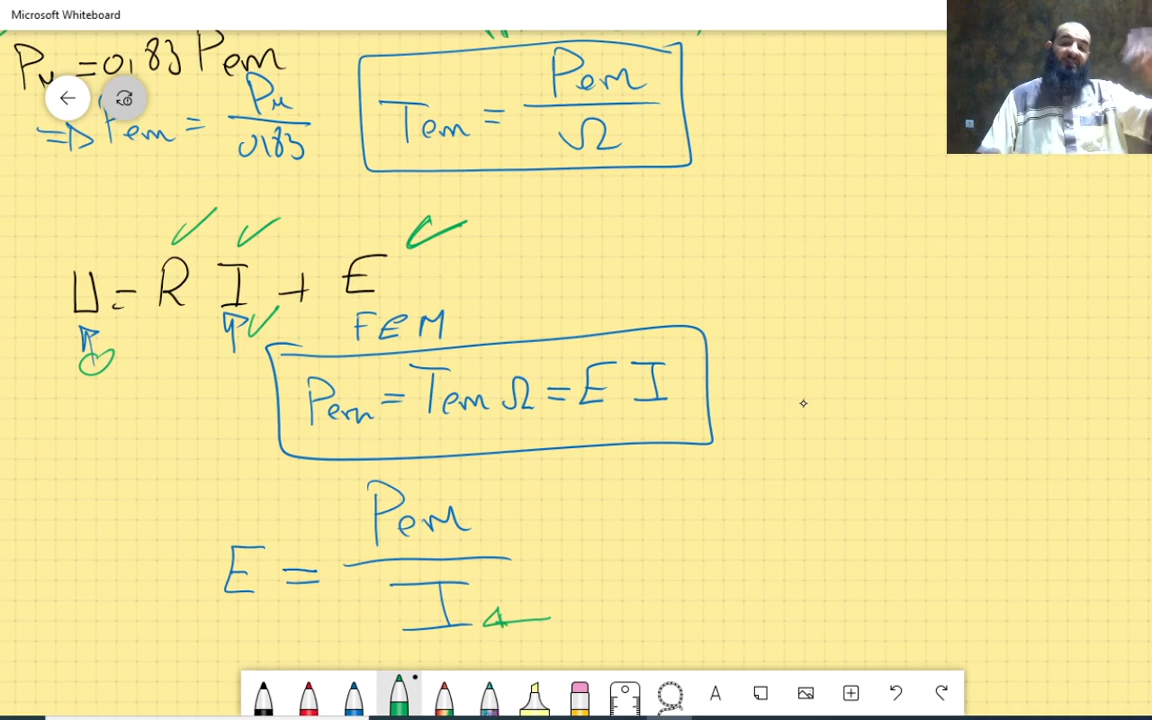 Microsoft Whiteboard
Pu = 0,83 Pem
=> Pem = Pu / 0,83
Tem = Pem / Ω
U = R I + E
FEM
Pem = Tem Ω = E I
E = Pem / I
A